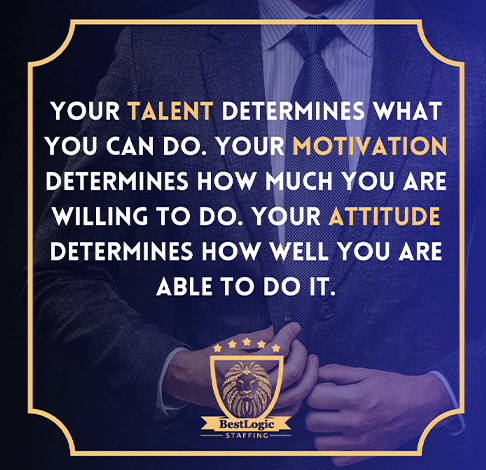 YOUR TALENT DETERMINES WHAT
YOU CAN DO. YOUR MOTIVATION
DETERMINES HOW MUCH YOU ARE
WILLING TO DO. YOUR ATTITUDE
DETERMINES HOW WELL YOU ARE
ABLE TO DO IT.
BestLogic
STAFFING